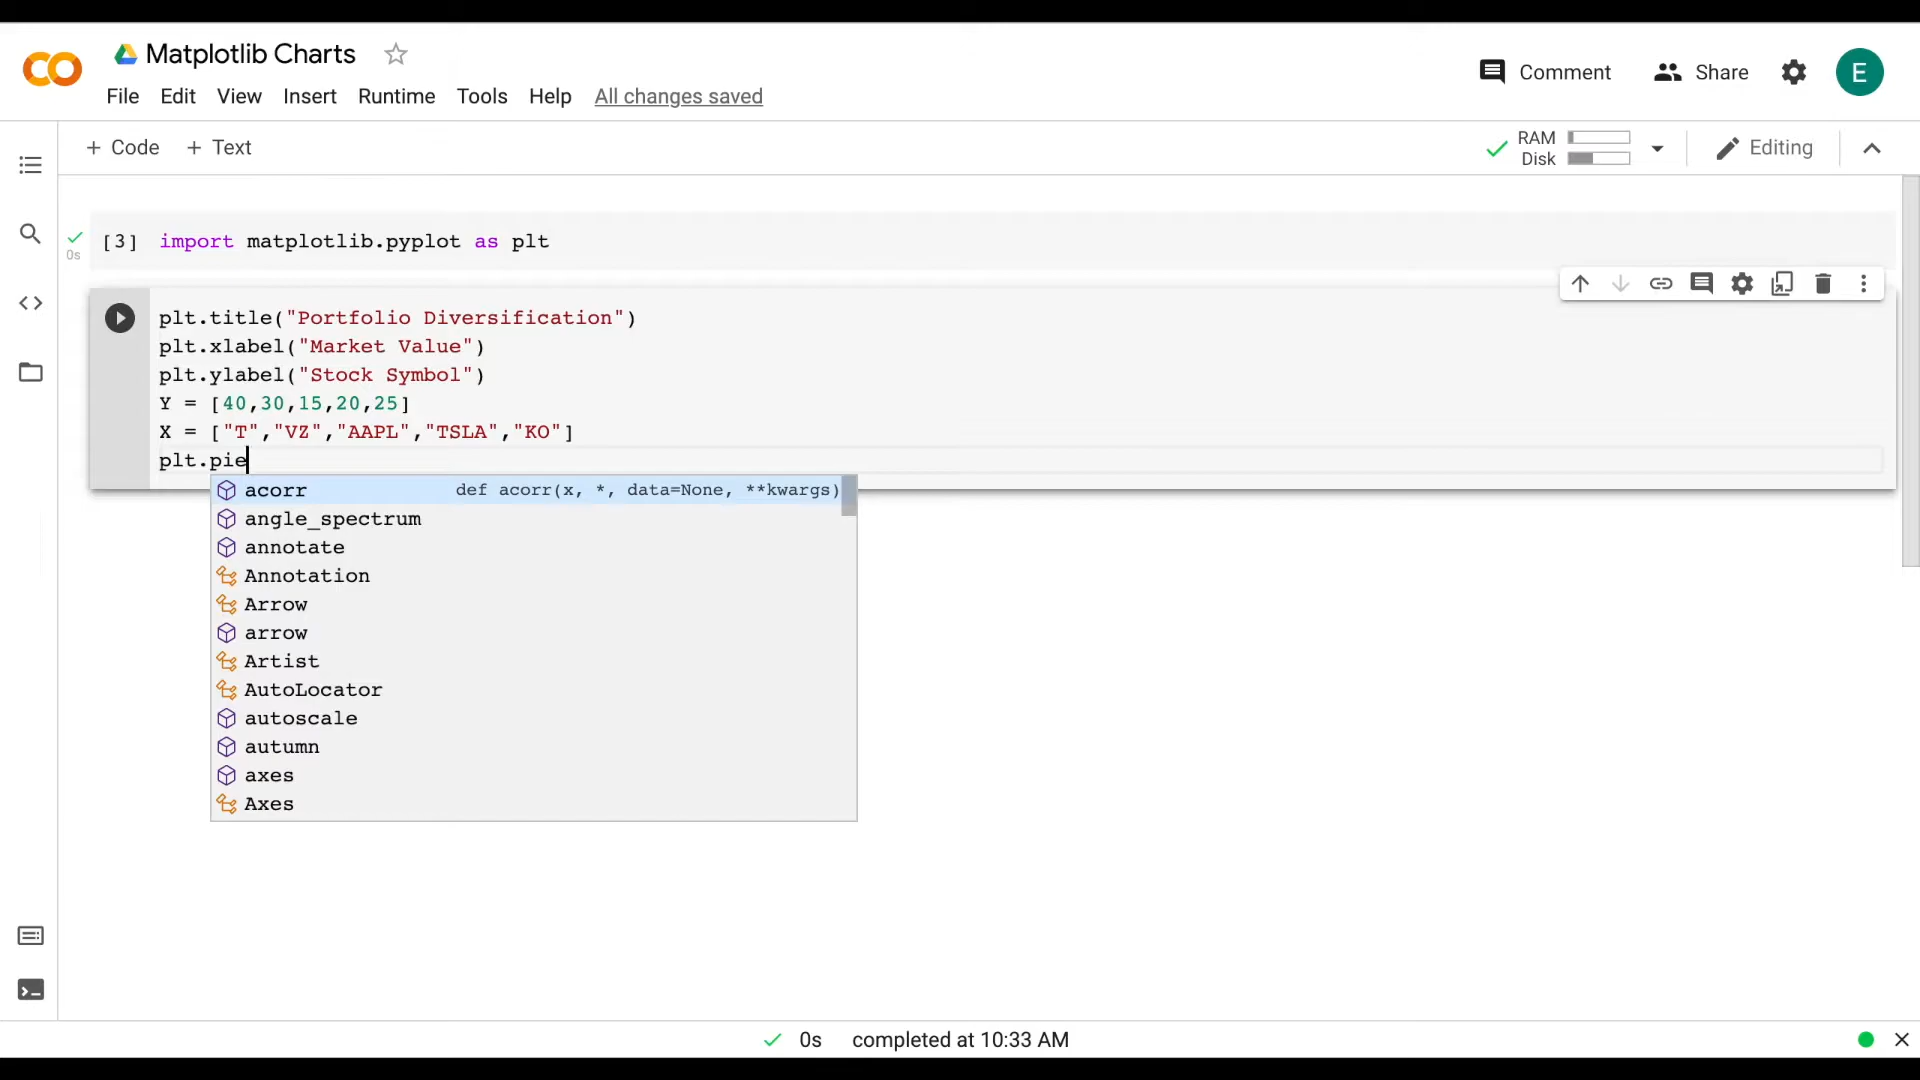 Matplotlib Charts
File Edit View Insert Runtime Tools Help All changes saved
Comment Share E
+ Code + Text
RAM
Disk
Editing
0s
[3] import matplotlib.pyplot as plt
plt.title("Portfolio Diversification")
plt.xlabel("Market Value")
plt.ylabel("Stock Symbol")
Y = [40,30,15,20,25]
X = ["T","VZ","AAPL","TSLA","KO"]
plt.pie
acorr def acorr(x, *, data=None, **kwargs)
angle_spectrum
annotate
Annotation
Arrow
arrow
Artist
AutoLocator
autoscale
autumn
axes
Axes
0s completed at 10:33 AM